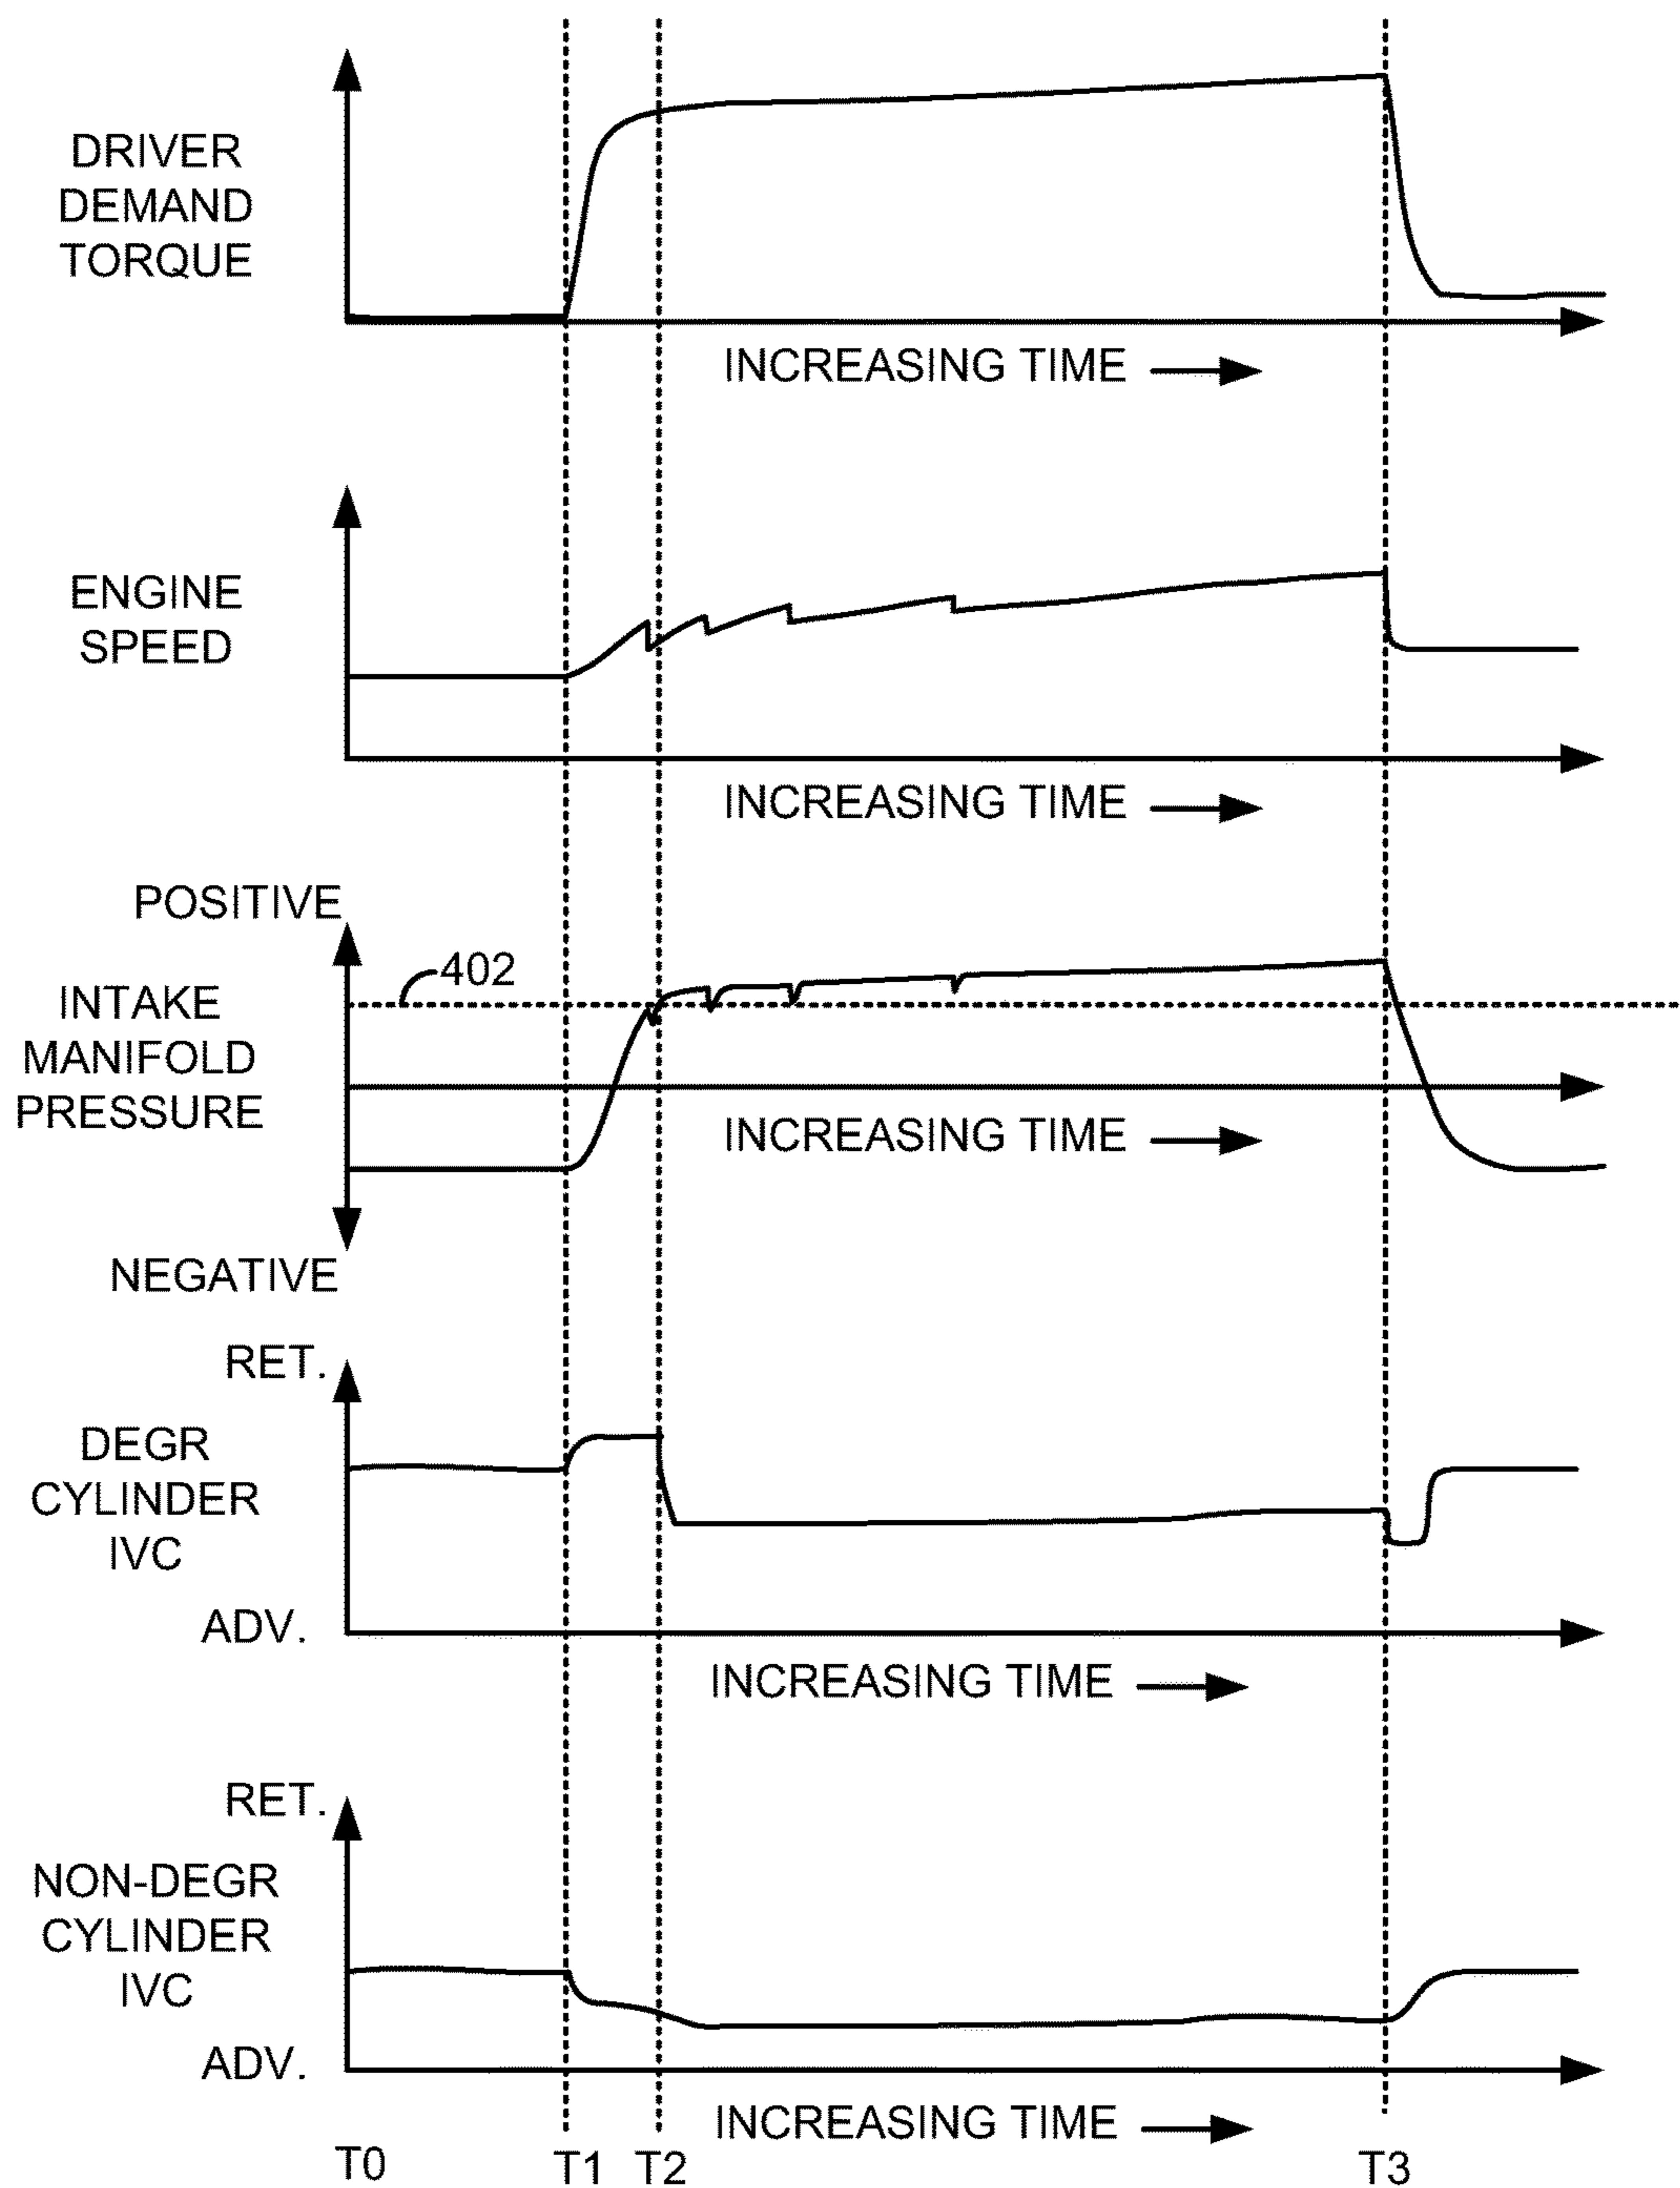 DRIVER
DEMAND
TORQUE
INCREASING TIME
ENGINE
SPEED
INCREASING TIME
POSITIVE
402
INTAKE
MANIFOLD
PRESSURE
INCREASING TIME
NEGATIVE
RET.
DEGR
CYLINDER
IVC
ADV.
INCREASING TIME
RET.
NON-DEGR
CYLINDER
IVC
ADV.
INCREASING TIME
T0 T1 T2 T3